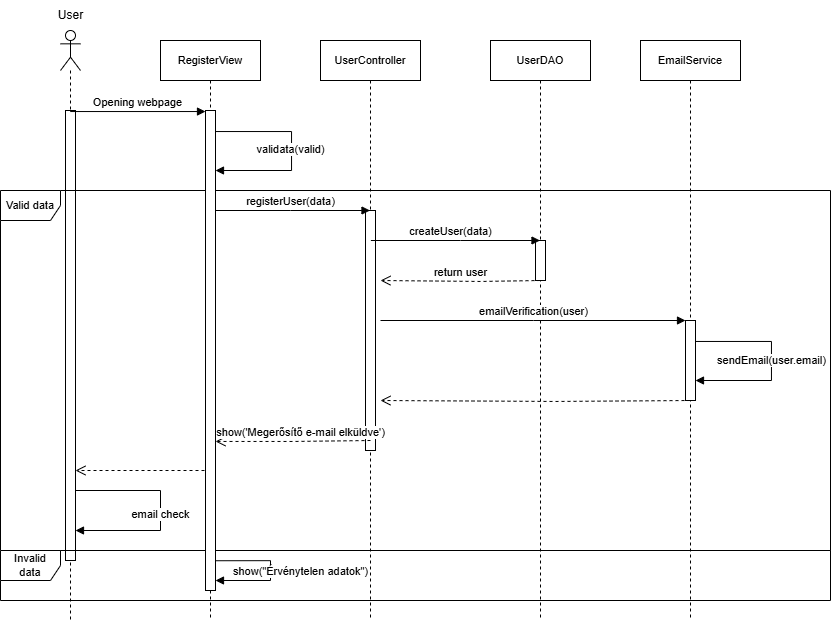 User
RegisterView
UserController
UserDAO
EmailService
Opening webpage
validata(valid)
Valid data
registerUser(data)
createUser(data)
return user
emailVerification(user)
sendEmail(user.email)
show('Megerősítő e-mail elküldve')
email check
Invalid
data
show("Érvénytelen adatok")